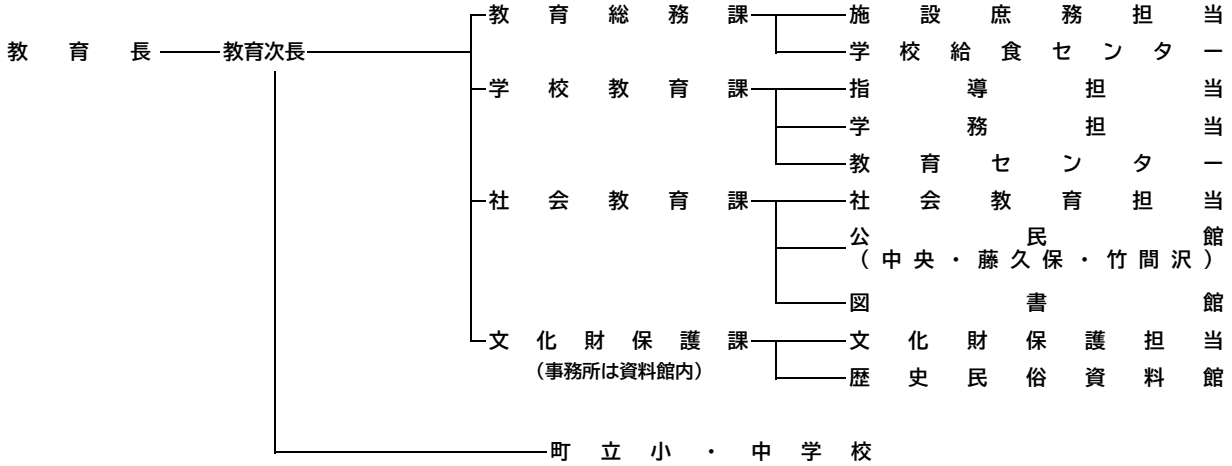 教育総務課 施設庶務担当
教育長 教育次長 学校給食センター
学校教育課 指導担当
学務担当
教育センター
社会教育課 社会教育担当
公民館
（中央・藤久保・竹間沢）
図書館
文化財保護課 文化財保護担当
（事務所は資料館内） 歴史民俗資料館
町立小・中学校